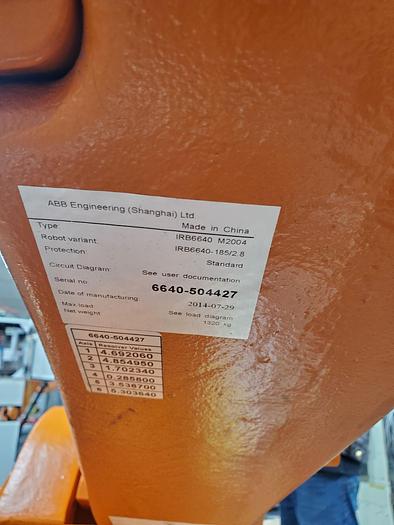 ABB Engineering (Shanghai) Ltd
Made in China
Type: IRB6640 M2004
Robot variant: IRB6640-185/2.8
Protection: Standard
Circuit Diagram: See user documentation
Serial no: 6640-504427
Date of manufacturing: 2014-07-29
Max load See load diagram
Net weight 1320 kg
6640-504427
Axis Resolver Values
1 4.692060
2 4.854950
3 1.702340
4 0.285800
5 3.538700
6 5.303640